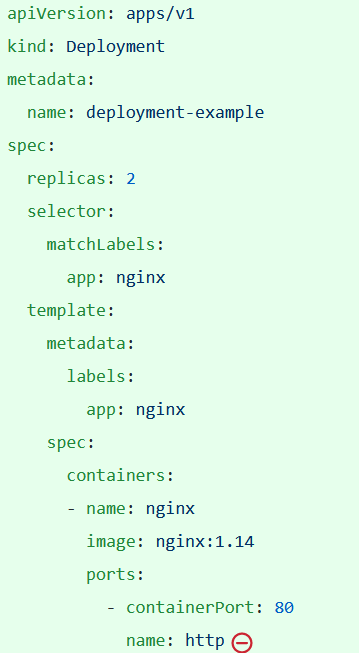 apiVersion: apps/v1
kind: Deployment
metadata:
  name: deployment-example
spec:
  replicas: 2
  selector:
    matchLabels:
      app: nginx
  template:
    metadata:
      labels:
        app: nginx
    spec:
      containers:
      - name: nginx
        image: nginx:1.14
        ports:
          - containerPort: 80
            name: http